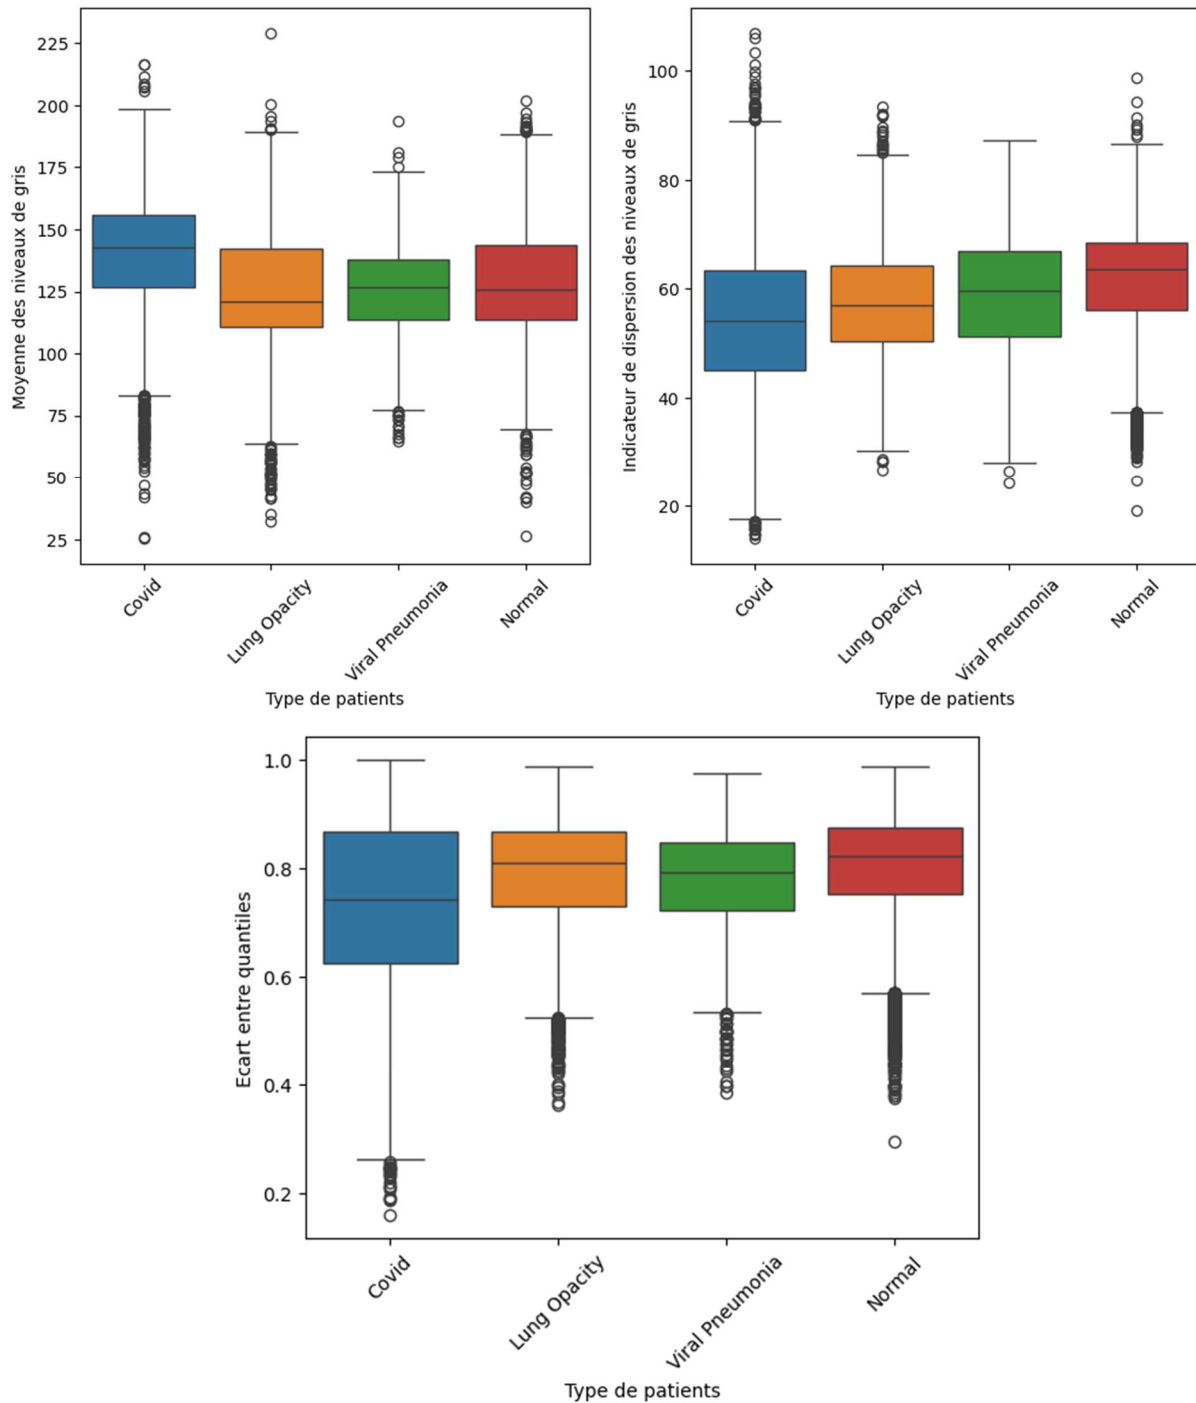 Moyenne des niveaux de gris
225
200
175
150
125
100
75
50
25
Covid
Lung Opacity
Viral Pneumonia
Normal
Type de patients
Indicateur de dispersion des niveaux de gris
100
80
60
40
20
Covid
Lung Opacity
Viral Pneumonia
Normal
Type de patients
Ecart entre quantiles
1.0
0.8
0.6
0.4
0.2
Covid
Lung Opacity
Viral Pneumonia
Normal
Type de patients